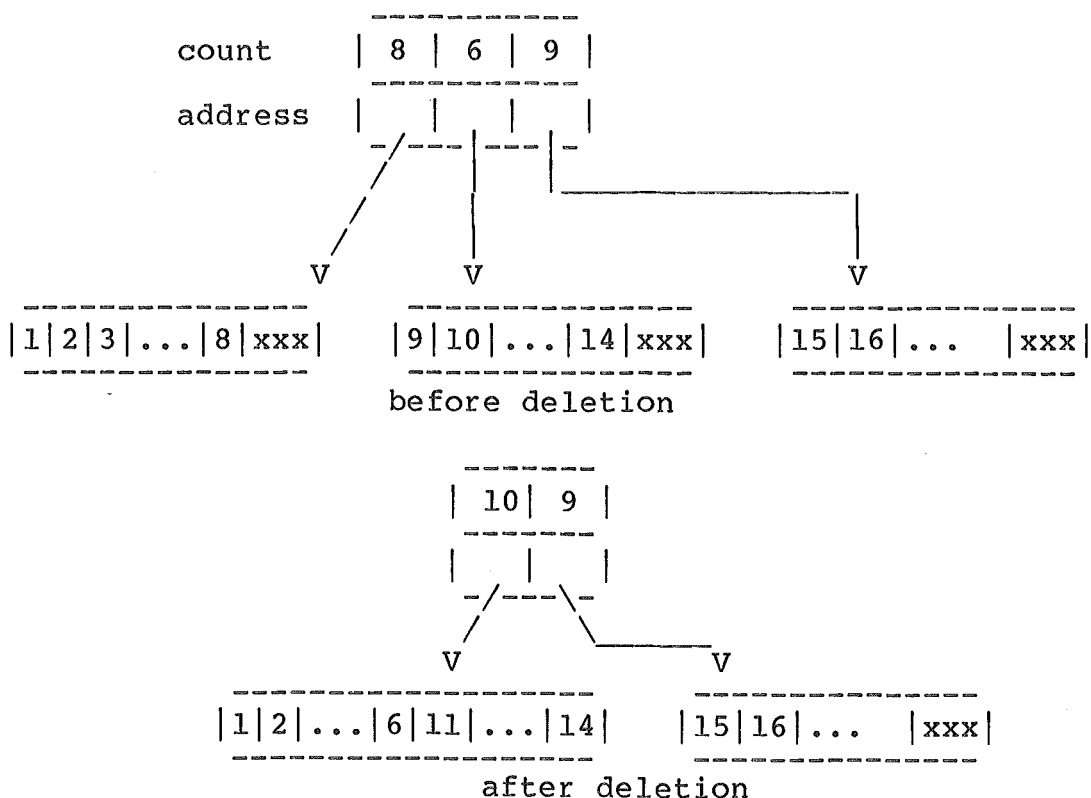 count | 8 | 6 | 9 |
address | | | |
V V V
|1|2|3|...|8|xxx| |9|10|...|14|xxx| |15|16|... |xxx|
before deletion
| 10| 9 |
| | |
V V
|1|2|...|6|11|...|14| |15|16|... |xxx|
after deletion